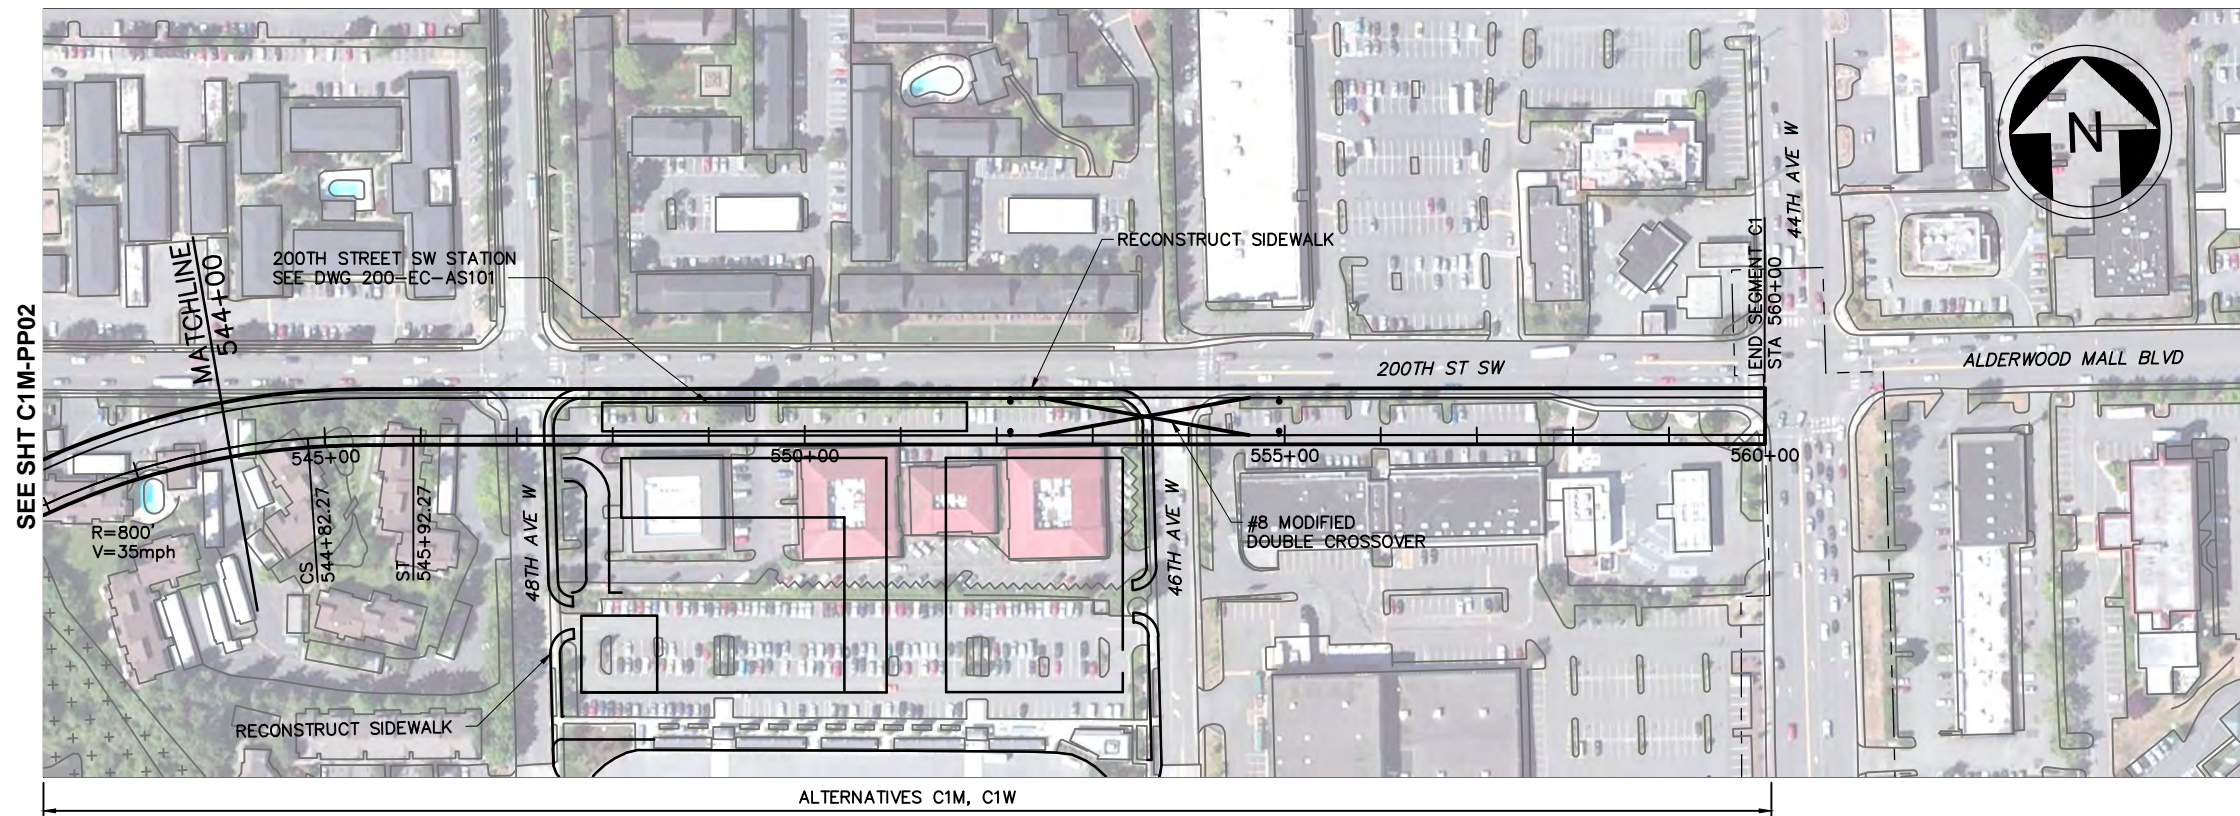 SEE SHT C1M-PP02
MATCHLINE
544+00
200TH STREET SW STATION
SEE DWG 200-EC-AS101
RECONSTRUCT SIDEWALK
200TH ST SW
44TH AVE W
END SEGMENT C1
STA 560+00
ALDERWOOD MALL BLVD
N
545+00
550+00
555+00
560+00
R=800'
V=35mph
CS
544+82.27
ST
545+92.27
48TH AVE W
46TH AVE W
#8 MODIFIED
DOUBLE CROSSOVER
RECONSTRUCT SIDEWALK
ALTERNATIVES C1M, C1W